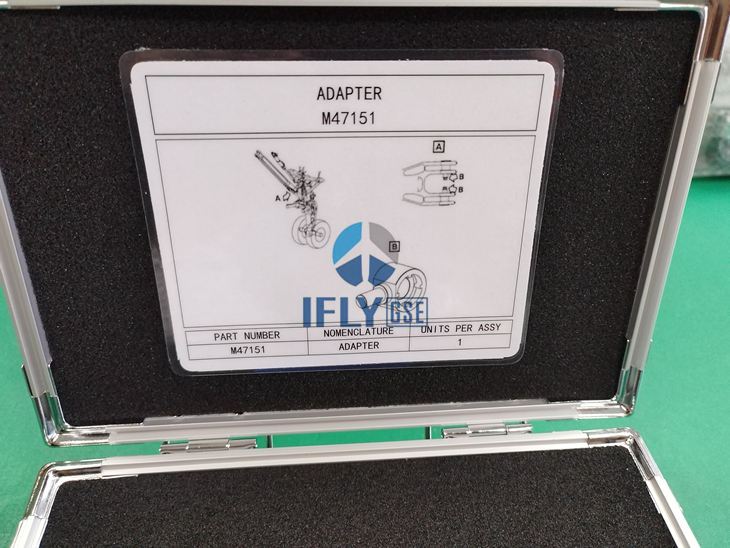 ADAPTER
M47151
A
A
B
B
B
IFLY GSE
PART NUMBER NOMENCLATURE UNITS PER ASSY
M47151 ADAPTER 1